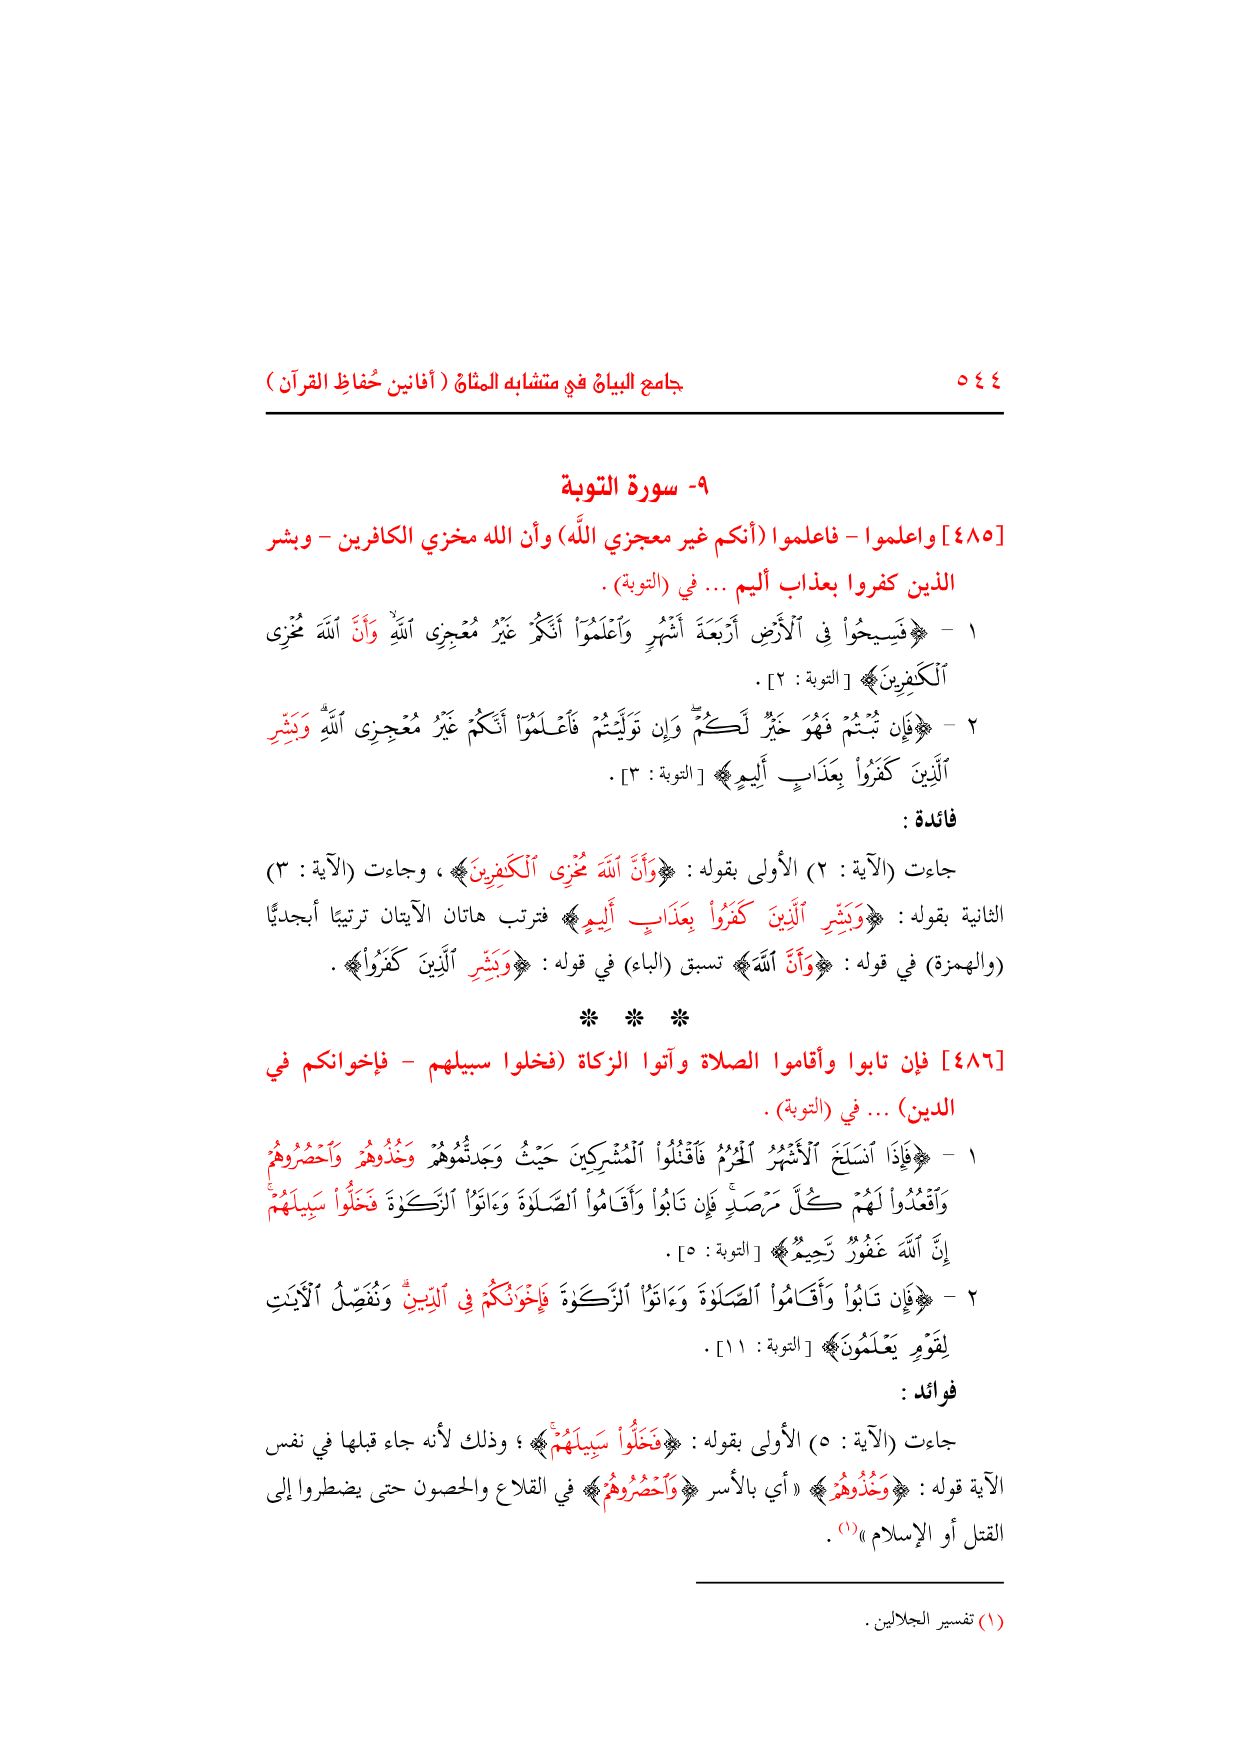 ٥٤٤ جامع البيان في متشابه المثان ( أفانين حُفاظِ القرآن )
٩- سورة التوبة
[٤٨٥] واعلموا – فاعلموا (أنكم غير معجزي اللَّه) وأن الله مخزي الكافرين – وبشر
الذين كفروا بعذاب أليم ... في (التوبة) .
١ – ﴿فَسِيحُوا۟ فِى ٱلْأَرْضِ أَرْبَعَةَ أَشْهُرٍۢ وَٱعْلَمُوٓا۟ أَنَّكُمْ غَيْرُ مُعْجِزِى ٱللَّهِ ۙ وَأَنَّ ٱللَّهَ مُخْزِى
ٱلْكَـٰفِرِينَ﴾ [التوبة : ٢] .
٢ – ﴿فَإِن تُبْتُمْ فَهُوَ خَيْرٌۭ لَّكُمْ ۖ وَإِن تَوَلَّيْتُمْ فَٱعْلَمُوٓا۟ أَنَّكُمْ غَيْرُ مُعْجِزِى ٱللَّهِ ۗ وَبَشِّرِ
ٱلَّذِينَ كَفَرُوا۟ بِعَذَابٍ أَلِيمٍ﴾ [التوبة : ٣] .
فائدة :
جاءت (الآية : ٢) الأولى بقوله : ﴿وَأَنَّ ٱللَّهَ مُخْزِى ٱلْكَـٰفِرِينَ﴾ ، وجاءت (الآية : ٣)
الثانية بقوله : ﴿وَبَشِّرِ ٱلَّذِينَ كَفَرُوا۟ بِعَذَابٍ أَلِيمٍ﴾ فترتب هاتان الآيتان ترتيبًا أبجديًّا
(والهمزة) في قوله : ﴿وَأَنَّ ٱللَّهَ﴾ تسبق (الباء) في قوله : ﴿وَبَشِّرِ ٱلَّذِينَ كَفَرُوا۟﴾ .
❊ ❊ ❊
[٤٨٦] فإن تابوا وأقاموا الصلاة وآتوا الزكاة (فخلوا سبيلهم – فإخوانكم في
الدين) ... في (التوبة) .
١ – ﴿فَإِذَا ٱنسَلَخَ ٱلْأَشْهُرُ ٱلْحُرُمُ فَٱقْتُلُوا۟ ٱلْمُشْرِكِينَ حَيْثُ وَجَدتُّمُوهُمْ وَخُذُوهُمْ وَٱحْصُرُوهُمْ
وَٱقْعُدُوا۟ لَهُمْ كُلَّ مَرْصَدٍۢ ۚ فَإِن تَابُوا۟ وَأَقَامُوا۟ ٱلصَّلَوٰةَ وَءَاتَوُا۟ ٱلزَّكَوٰةَ فَخَلُّوا۟ سَبِيلَهُمْ ۚ
إِنَّ ٱللَّهَ غَفُورٌۭ رَّحِيمٌۭ﴾ [التوبة : ٥] .
٢ – ﴿فَإِن تَابُوا۟ وَأَقَامُوا۟ ٱلصَّلَوٰةَ وَءَاتَوُا۟ ٱلزَّكَوٰةَ فَإِخْوَٰنُكُمْ فِى ٱلدِّينِ ۗ وَنُفَصِّلُ ٱلْـَٔايَـٰتِ
لِقَوْمٍۢ يَعْلَمُونَ﴾ [التوبة : ١١] .
فوائد :
جاءت (الآية : ٥) الأولى بقوله : ﴿فَخَلُّوا۟ سَبِيلَهُمْ ۚ﴾ ؛ وذلك لأنه جاء قبلها في نفس
الآية قوله : ﴿وَخُذُوهُمْ﴾ «أي بالأسر ﴿وَٱحْصُرُوهُمْ﴾ في القلاع والحصون حتى يضطروا إلى
القتل أو الإسلام»(١) .
(١) تفسير الجلالين .